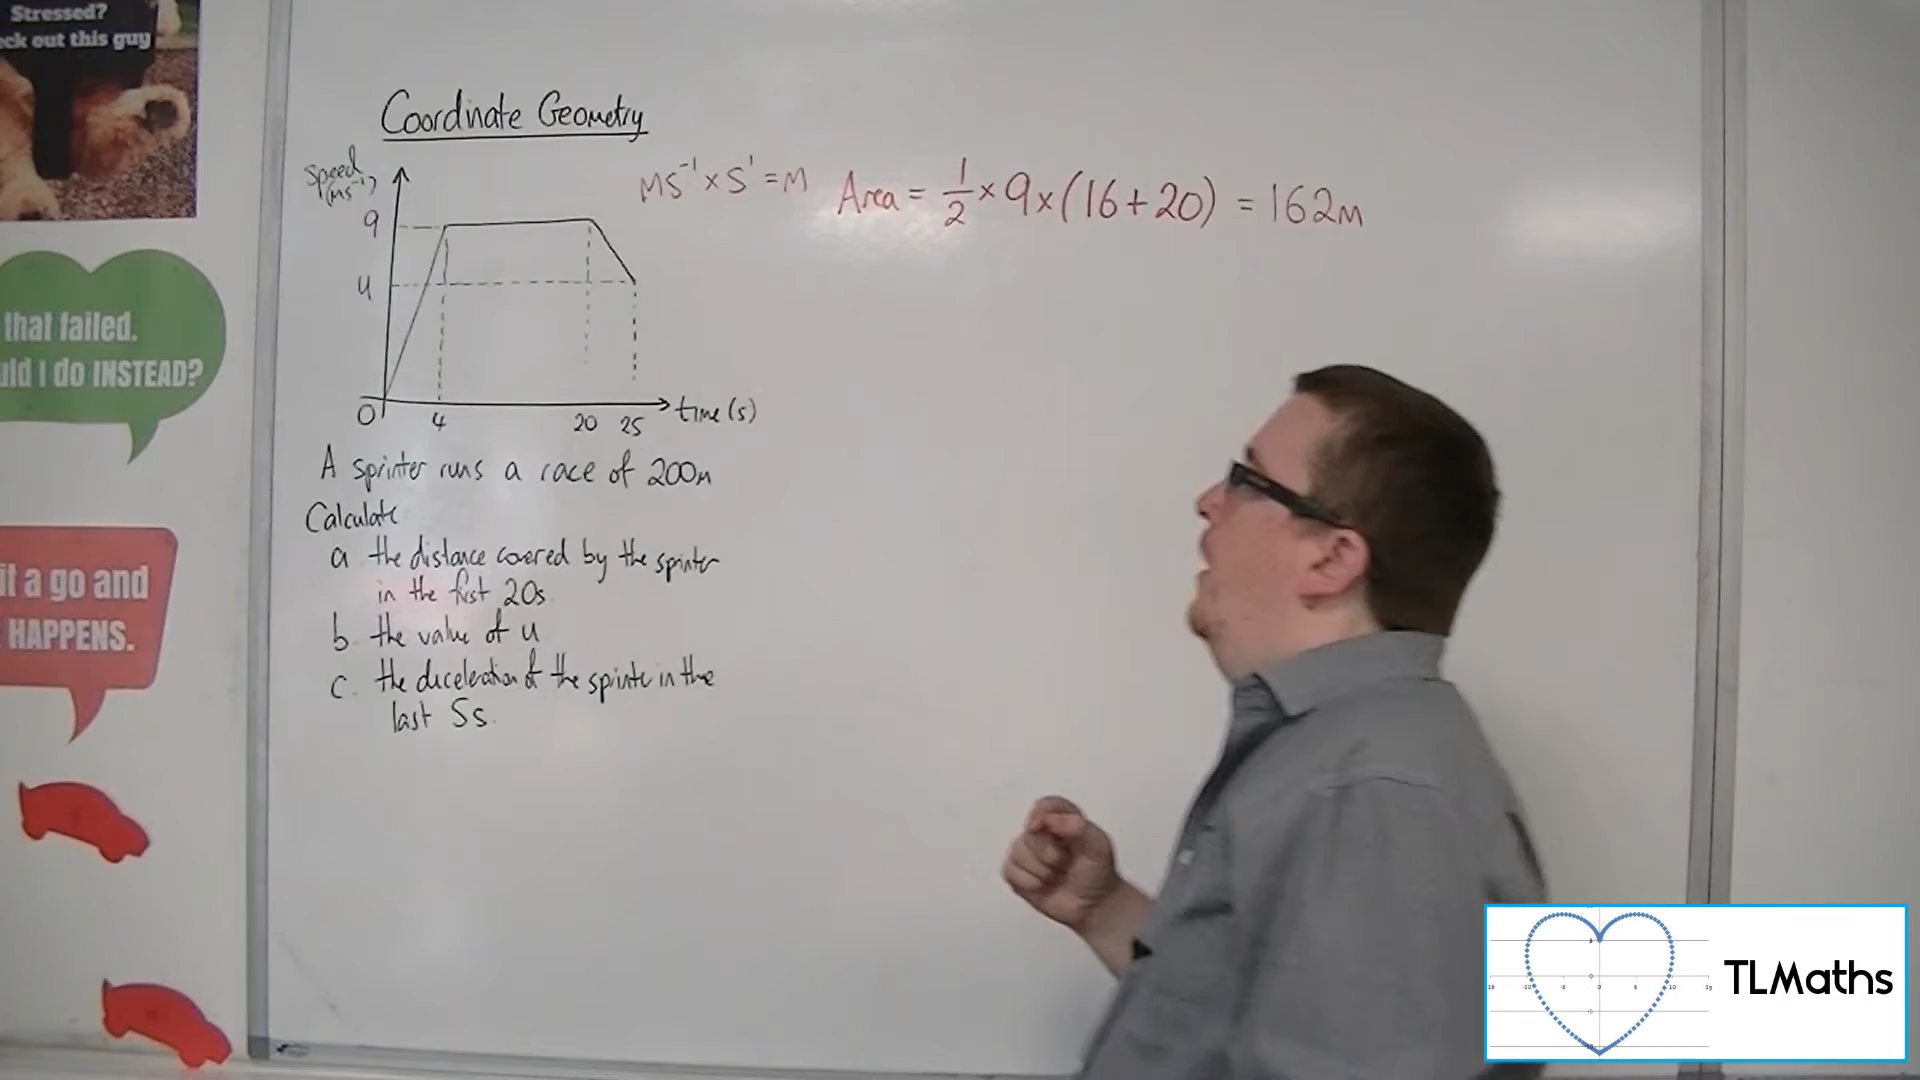 Stressed?
ck out this guy
that failed.
uld I do INSTEAD?
it a go and
HAPPENS.
Coordinate Geometry
Speed
(ms⁻¹)
9
u
0
4
20
25
time (s)
ms⁻¹ × s¹ = m
Area = 1/2 × 9 × (16 + 20) = 162m
A sprinter runs a race of 200m
Calculate
a the distance covered by the sprinter
in the first 20s
b. the value of u
c. the deceleration of the sprinter in the
last 5s.
TLMaths